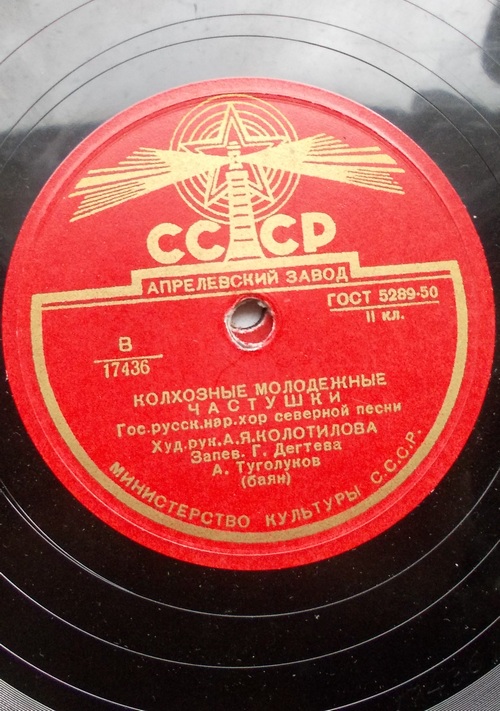 СССР
АПРЕЛЕВСКИЙ ЗАВОД
ГОСТ 5289-50
II кл.
В
17436
КОЛХОЗНЫЕ МОЛОДЕЖНЫЕ
ЧАСТУШКИ
Гос. русск. нар. хор северной песни
Худ. рук. А. Я. КОЛОТИЛОВА
Запев. Г. Дегтева
А. Туголуков
(баян)
МИНИСТЕРСТВО КУЛЬТУРЫ С.С.С.Р.